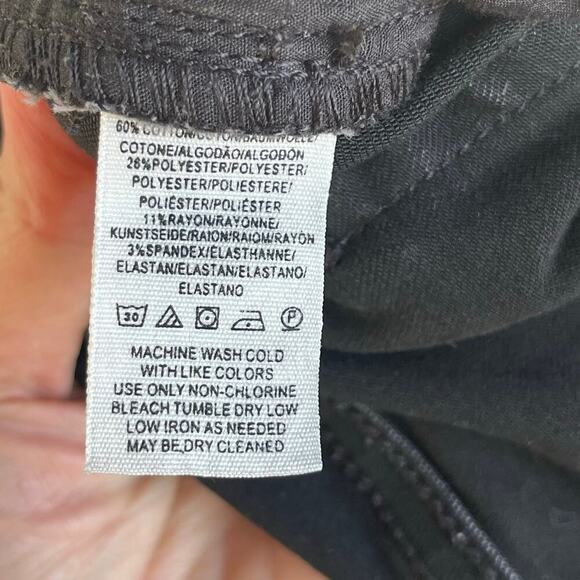 60% COTTON/COTON/BAUMWOLLE/
COTONE/ALGODÃO/ALGODÓN
26%POLYESTER/POLYESTER/
POLYESTER/POLIESTERE/
POLIÉSTER/POLIÉSTER
11%RAYON/RAYONNE/
KUNSTSEIDE/RAION/RAIOM/RAYON
3%SPANDEX/ÉLASTHANNE/
ELASTAN/ELASTAN/ELASTANO/
ELASTANO
30 P
MACHINE WASH COLD
WITH LIKE COLORS
USE ONLY NON-CHLORINE
BLEACH TUMBLE DRY LOW
LOW IRON AS NEEDED
MAY BE DRY CLEANED